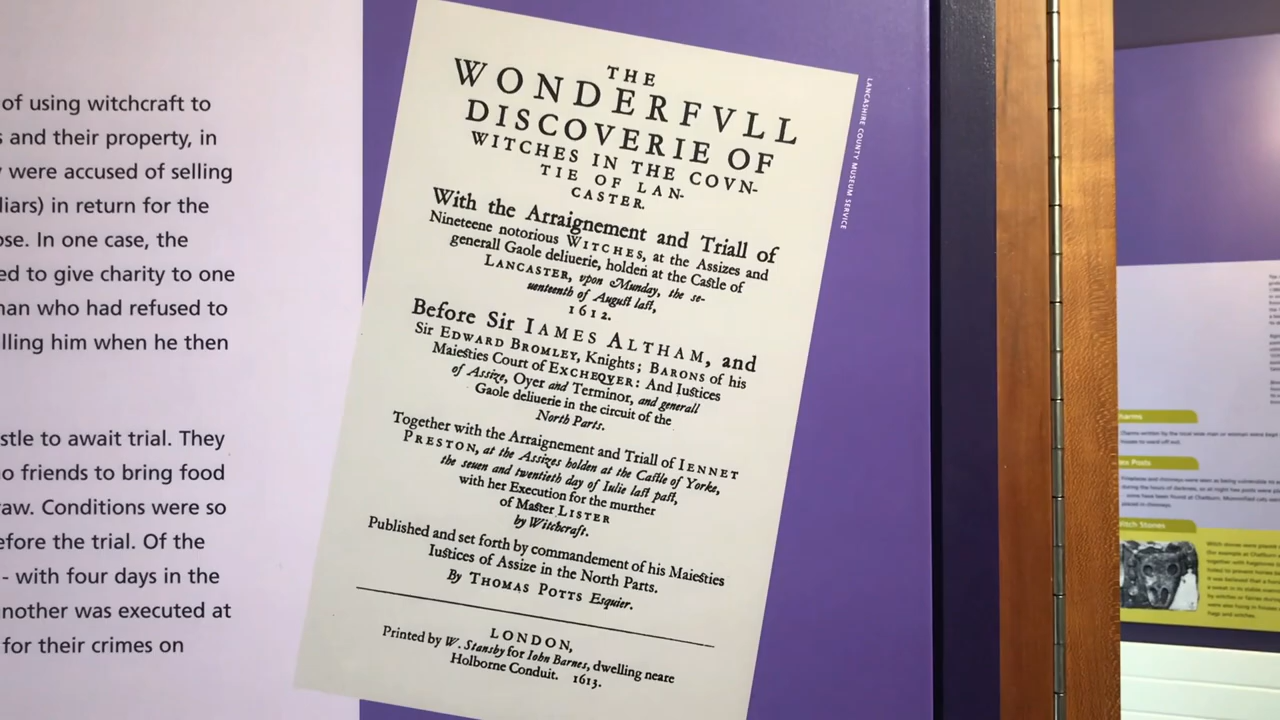 of using witchcraft to
and their property, in
were accused of selling
liars) in return for the
ose. In one case, the
ed to give charity to one
nan who had refused to
lling him when he then
stle to await trial. They
no friends to bring food
raw. Conditions were so
efore the trial. Of the
- with four days in the
nother was executed at
for their crimes on
THE
WONDERFVLL
DISCOVERIE OF
WITCHES IN THE COVN-
TIE OF LAN-
CASTER.
With the Arraignement and Triall of
Nineteene notorious WITCHES, at the Assizes and
generall Gaole deliuerie, holden at the Castle of
LANCASTER, vpon Munday, the se-
uenteenth of August last,
1612.
Before Sir IAMES ALTHAM, and
Sir EDWARD BROMLEY, Knights; BARONS of his
Maiesties Court of EXCHEQVER: And Iustices
of Assize, Oyer and Terminor, and generall
Gaole deliuerie in the circuit of the
North Parts.
Together with the Arraignement and Triall of IENNET
PRESTON, at the Assizes holden at the Castle of Yorke,
the seuen and twentieth day of Iulie last past,
with her Execution for the murther
of Master LISTER
by Witchcraft.
Published and set forth by commandement of his Maiesties
Iustices of Assize in the North Parts.
By THOMAS POTTS Esquier.
LONDON,
Printed by W. Stansby for Iohn Barnes, dwelling neare
Holborne Conduit. 1613.
LANCASHIRE COUNTY MUSEUM SERVICE
harms
Posts
Witch Stones